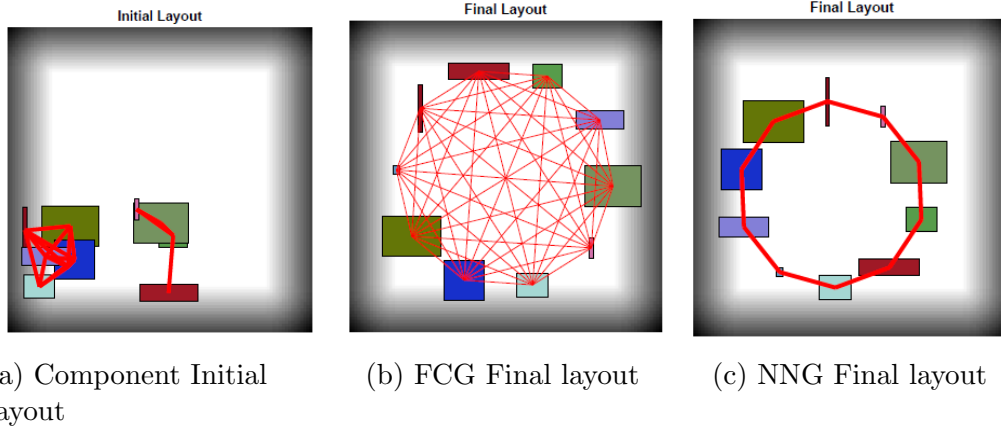 Initial Layout
Final Layout
Final Layout
a) Component Initial
ayout
(b) FCG Final layout
(c) NNG Final layout